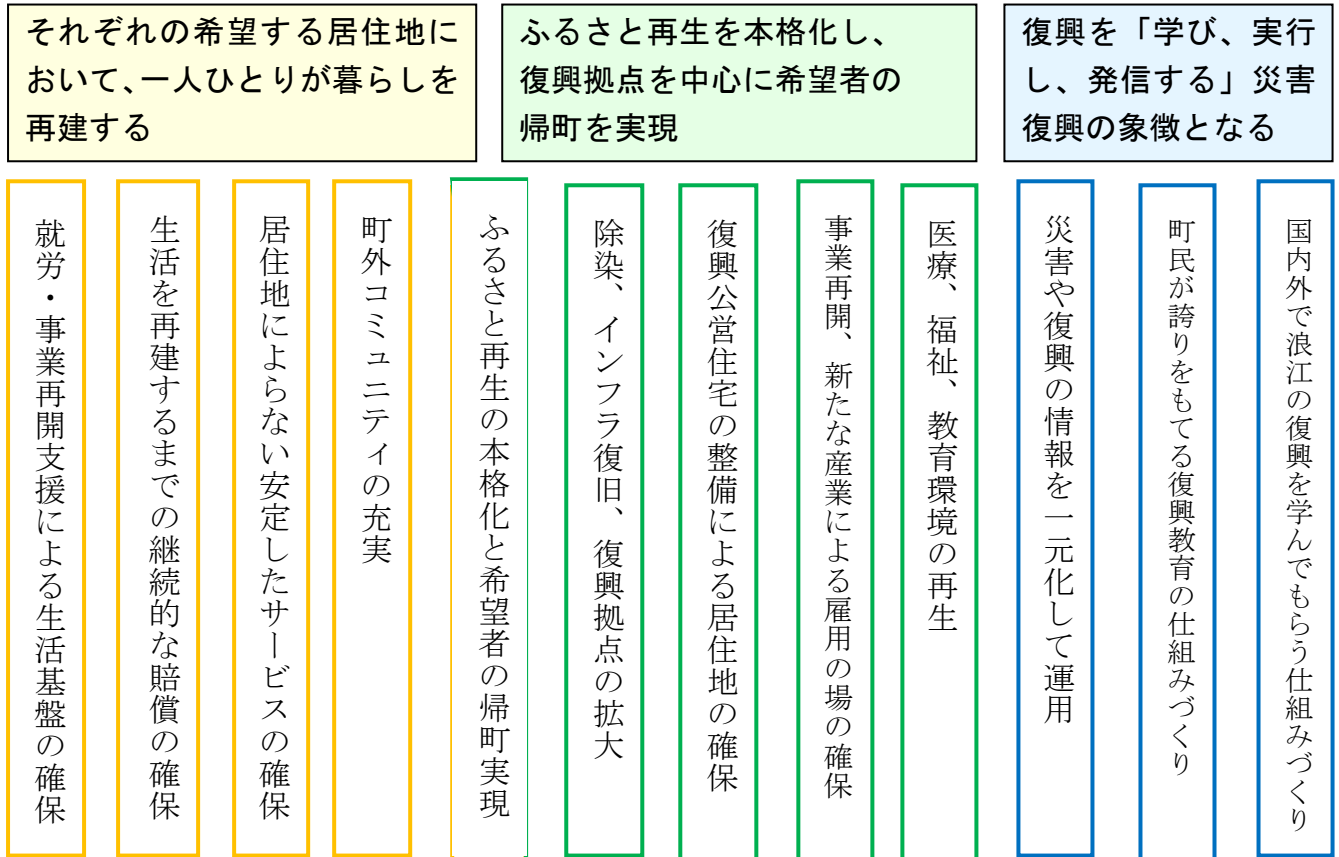 それぞれの希望する居住地に
おいて、一人ひとりが暮らしを
再建する
ふるさと再生を本格化し、
復興拠点を中心に希望者の
帰町を実現
復興を「学び、実行
し、発信する」災害
復興の象徴となる
就労・事業再開支援による生活基盤の確保
生活を再建するまでの継続的な賠償の確保
居住地によらない安定したサービスの確保
町外コミュニティの充実
ふるさと再生の本格化と希望者の帰町実現
除染、インフラ復旧、復興拠点の拡大
復興公営住宅の整備による居住地の確保
事業再開、新たな産業による雇用の場の確保
医療、福祉、教育環境の再生
災害や復興の情報を一元化して運用
町民が誇りをもてる復興教育の仕組みづくり
国内外で浪江の復興を学んでもらう仕組みづくり